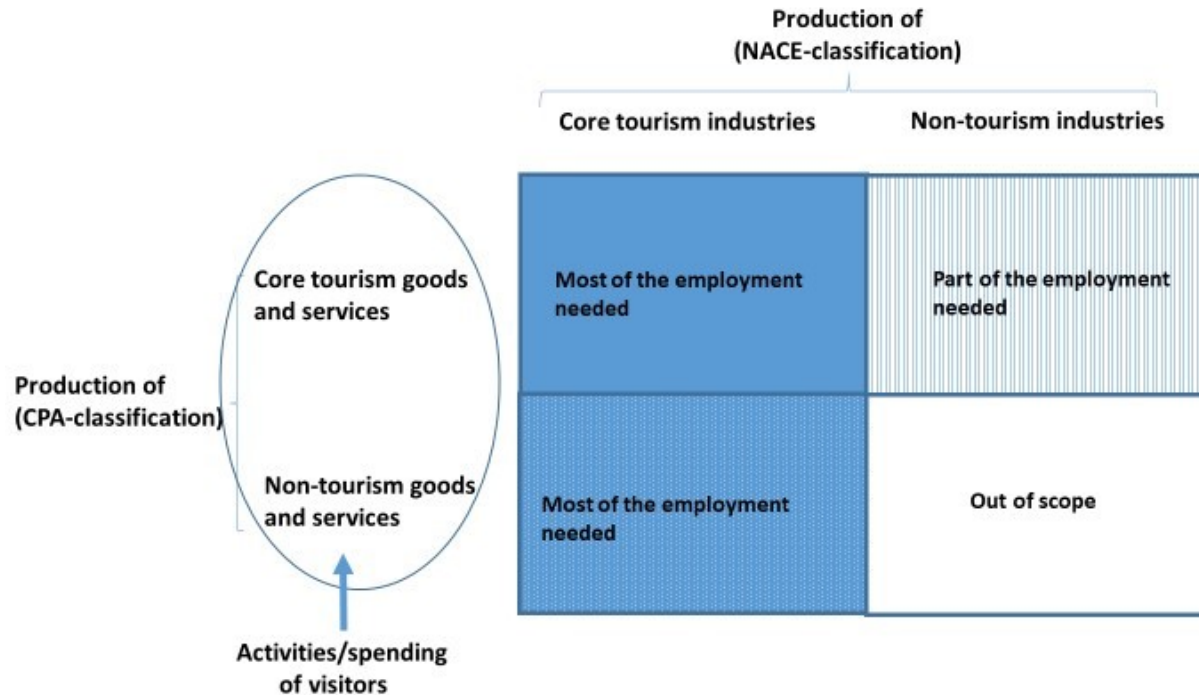 Production of
(NACE-classification)
Core tourism industries
Non-tourism industries
Core tourism goods
and services
Most of the employment
needed
Part of the employment
needed
Production of
(CPA-classification)
Non-tourism goods
and services
Most of the employment
needed
Out of scope
Activities/spending
of visitors